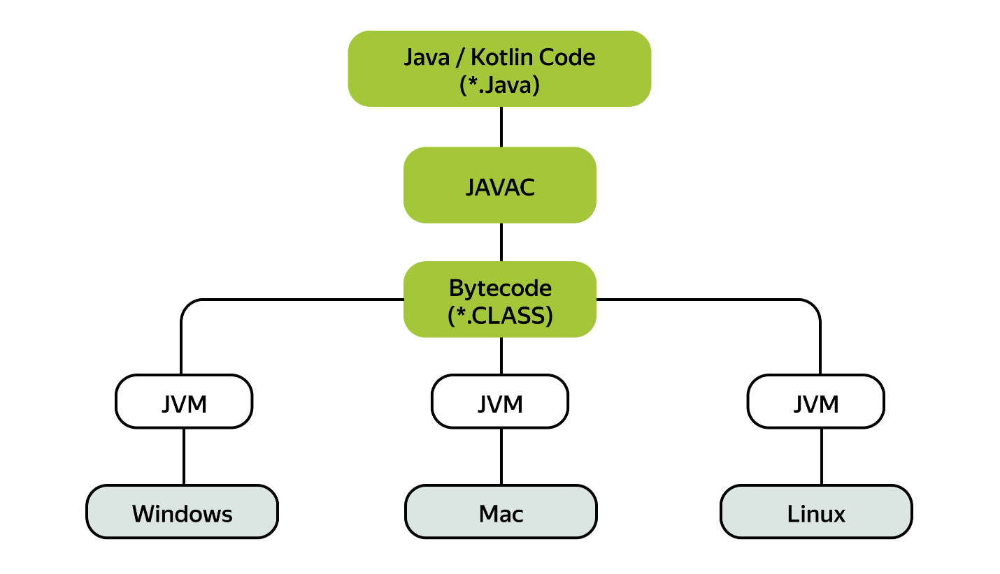 Java / Kotlin Code
(*.Java)
JAVAC
Bytecode
(*.CLASS)
JVM
JVM
JVM
Windows
Mac
Linux